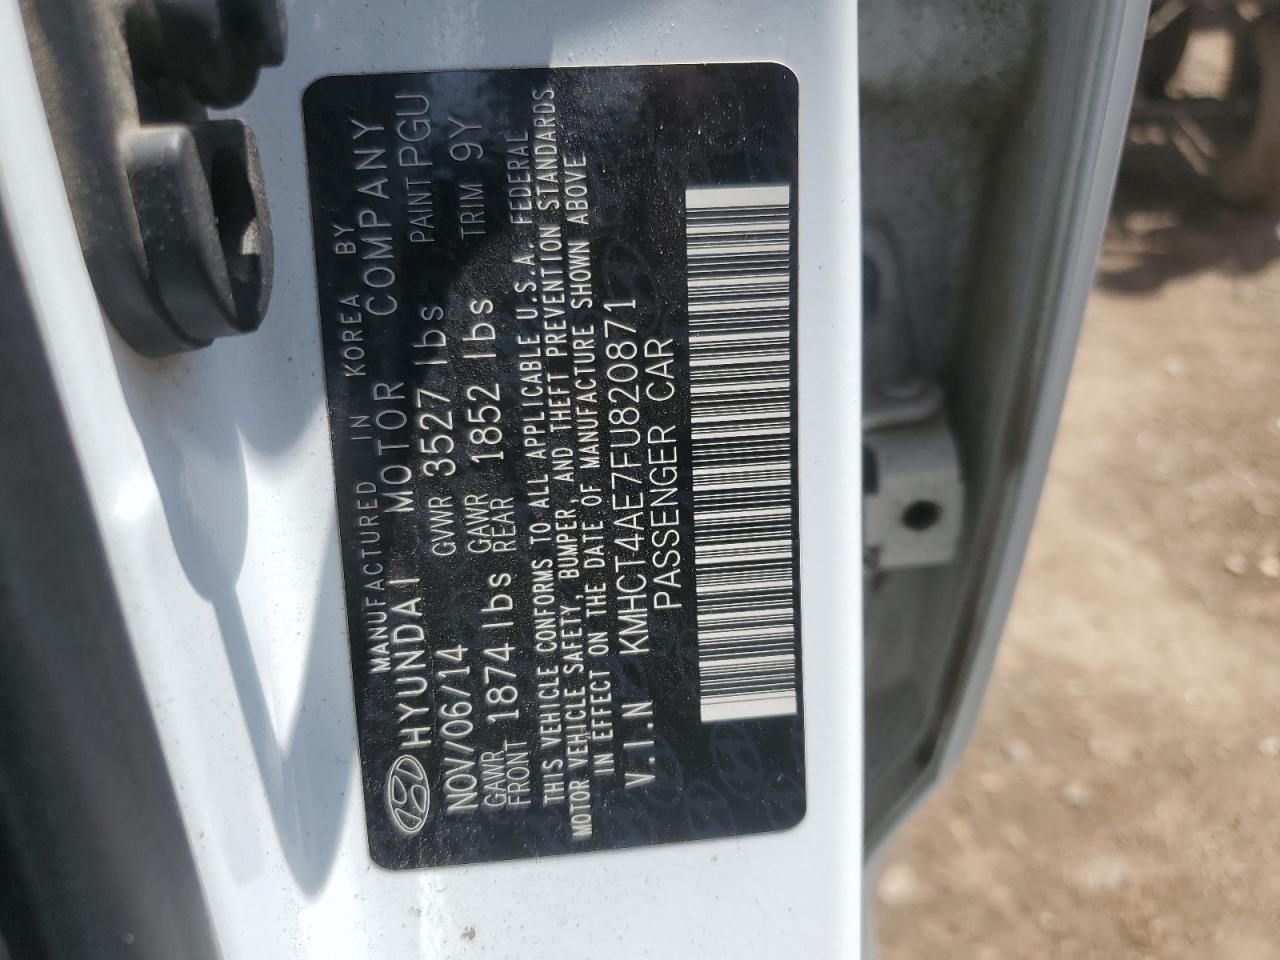 MANUFACTURED IN KOREA BY
HYUNDAI MOTOR COMPANY
NOV/06/14 GVWR 3527 lbs PAINT PGU
GAWR FRONT 1874 lbs GAWR REAR 1852 lbs TRIM 9Y
THIS VEHICLE CONFORMS TO ALL APPLICABLE U.S.A. FEDERAL
MOTOR VEHICLE SAFETY, BUMPER, AND THEFT PREVENTION STANDARDS
IN EFFECT ON THE DATE OF MANUFACTURE SHOWN ABOVE
V.I.N KMHCT4AE7FU820871
PASSENGER CAR